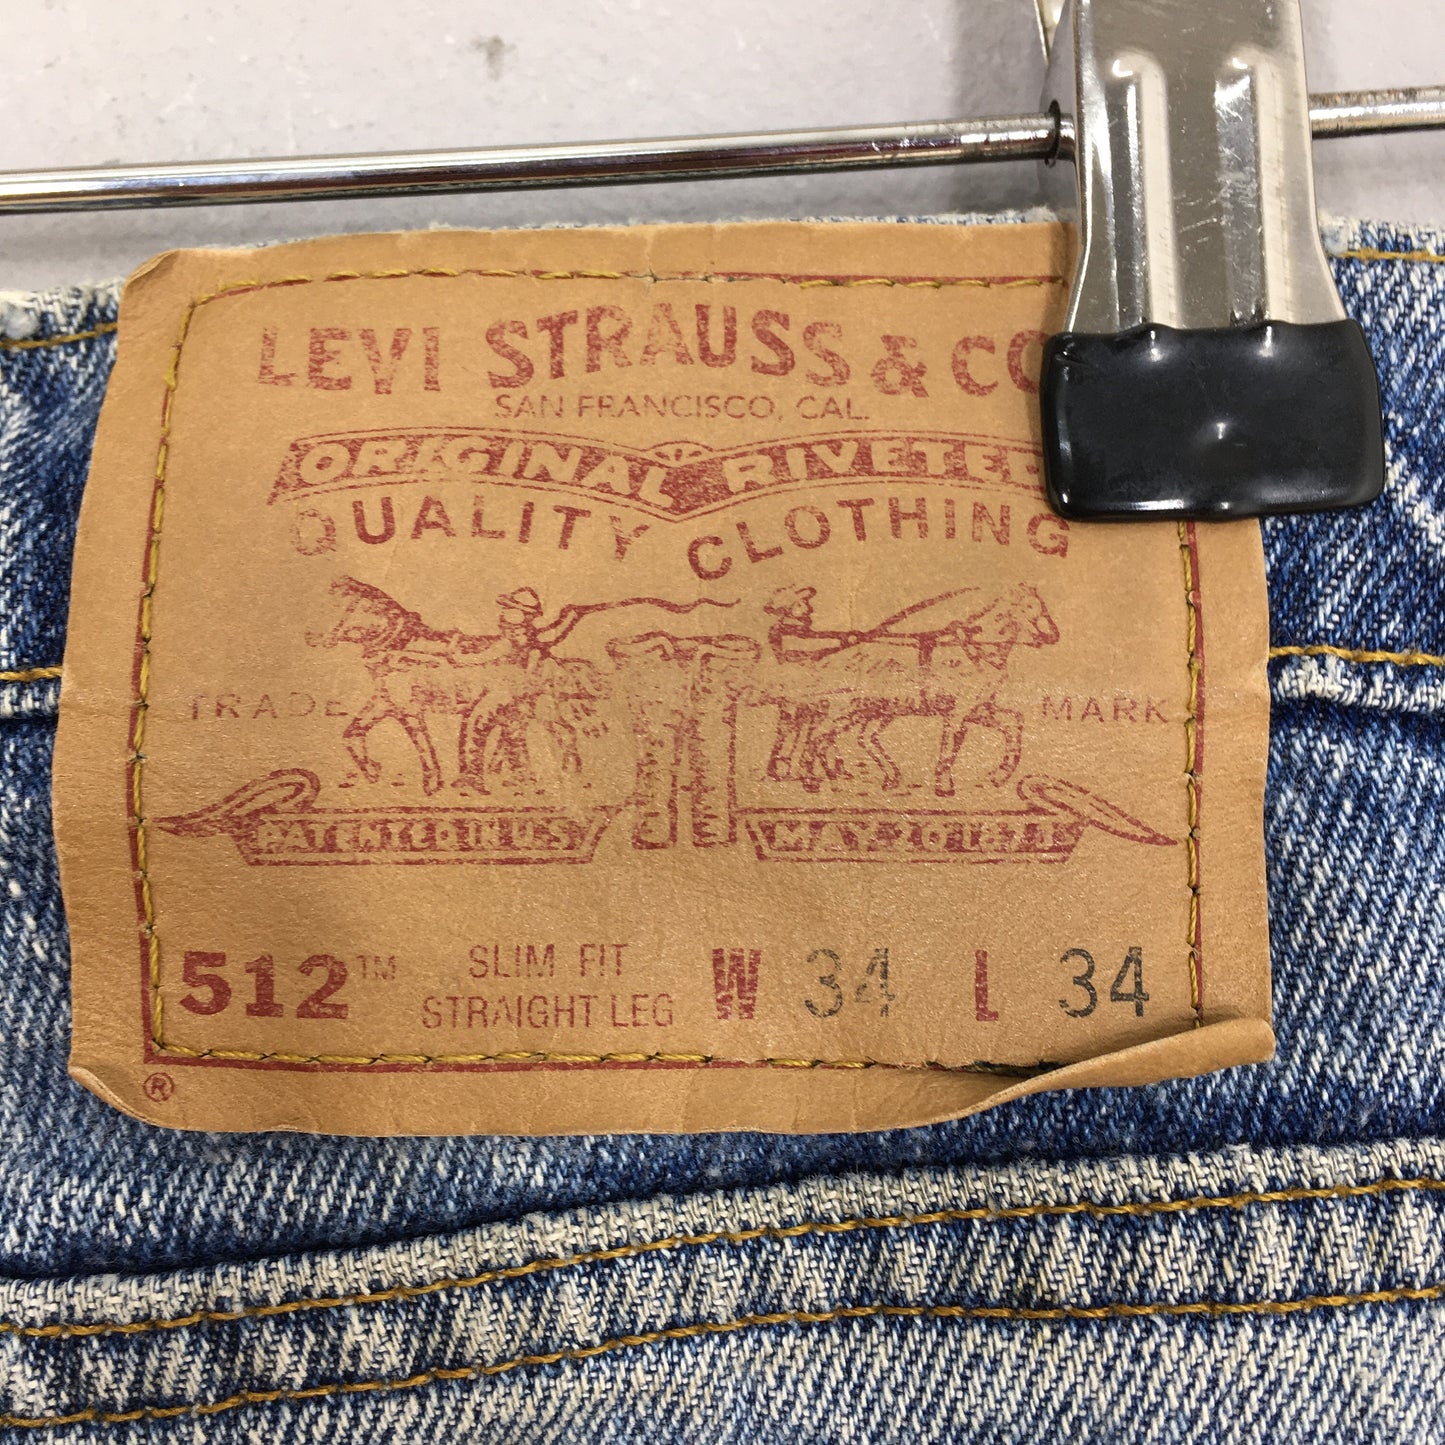 LEVI STRAUSS & CO
SAN FRANCISCO, CAL.
ORIGINAL RIVETED
QUALITY CLOTHING
TRADE MARK
PATENTED IN U.S. MAY 20 1873
512™ SLIM FIT STRAIGHT LEG W 34 L 34
®